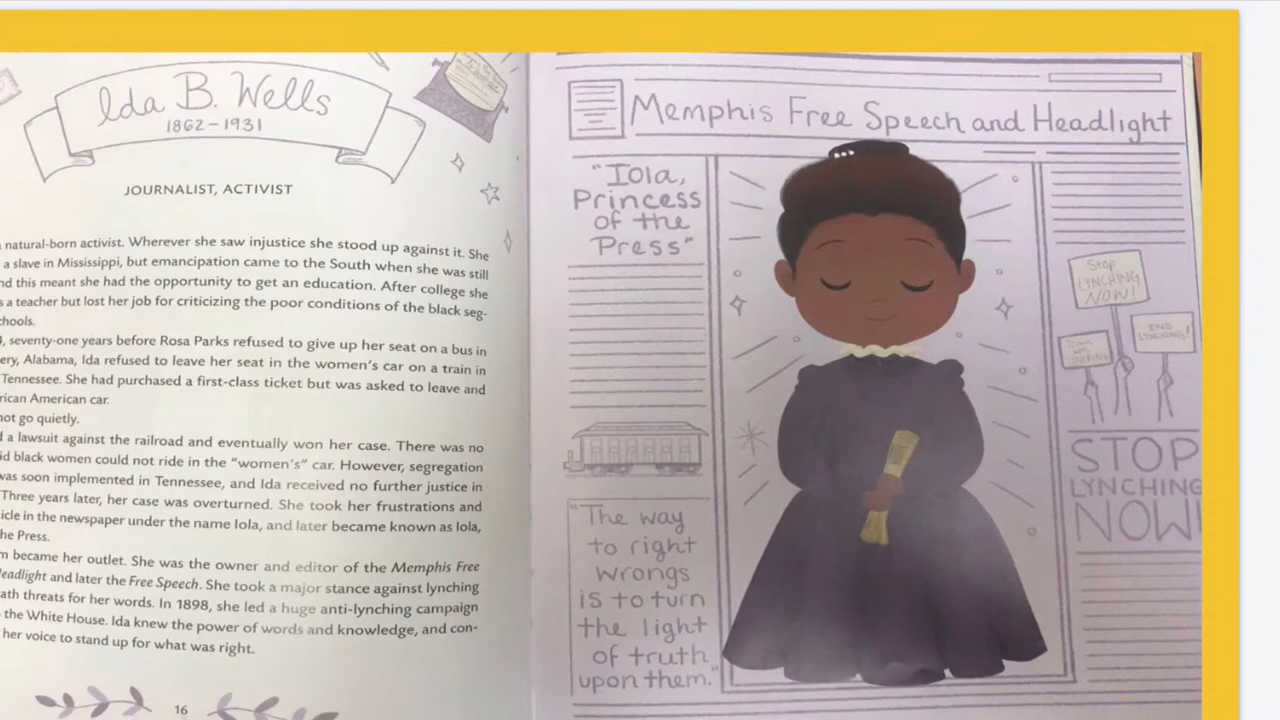 Ida B. Wells
1862–1931
JOURNALIST, ACTIVIST
natural-born activist. Wherever she saw injustice she stood up against it. She
a slave in Mississippi, but emancipation came to the South when she was still
this meant she had the opportunity to get an education. After college she
a teacher but lost her job for criticizing the poor conditions of the black seg-
seventy-one years before Rosa Parks refused to give up her seat on a bus in
Alabama, Ida refused to leave her seat in the women's car on a train in
Tennessee. She had purchased a first-class ticket but was asked to leave and
American car.
not go quietly.
a lawsuit against the railroad and eventually won her case. There was no
black women could not ride in the "women's" car. However, segregation
was soon implemented in Tennessee, and Ida received no further justice in
Three years later, her case was overturned. She took her frustrations and
in the newspaper under the name Iola, and later became known as Iola,
the Press.
became her outlet. She was the owner and editor of the Memphis Free
and later the Free Speech. She took a major stance against lynching
threats for her words. In 1898, she led a huge anti-lynching campaign
the White House. Ida knew the power of words and knowledge, and con-
her voice to stand up for what was right.
16
Memphis Free Speech and Headlight
"Iola,
Princess
of the
Press"
"The way
to right
wrongs
is to turn
the light
of truth
upon them."
Stop
LYNCHING
NOW!
END
LYNCHING!
STOP
LYNCHING
NOW!